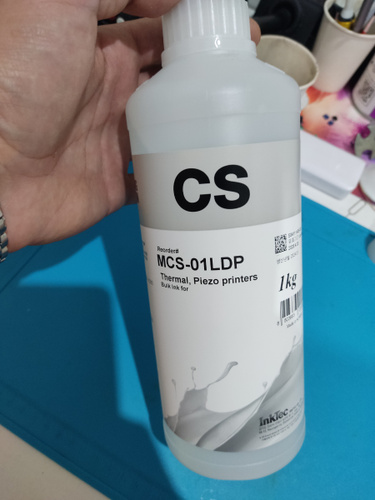 CS
Reorder#
MCS-01LDP
Thermal, Piezo printers
Bulk ink for
1kg
InkTec